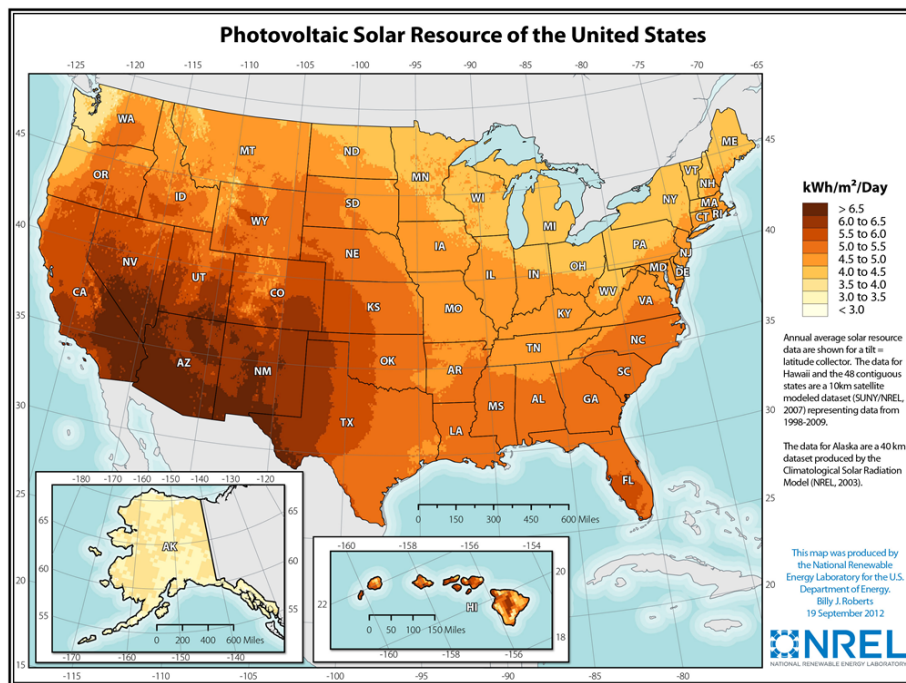 Photovoltaic Solar Resource of the United States
-125 -120 -115 -110 -105 -100 -95 -90 -85 -80 -75 -70 -65
45
40
35
30
25
20
15
45
40
35
30
25
20
-115 -110 -105 -100 -95 -90 -85 -80
WA
OR
CA
NV
ID
MT
WY
UT
CO
AZ
NM
ND
SD
NE
KS
OK
TX
MN
IA
MO
AR
LA
WI
IL
MI
IN
OH
KY
TN
MS
AL
GA
FL
SC
NC
VA
WV
MD
DE
NJ
PA
NY
CT
RI
MA
VT
NH
ME
0 150 300 450 600 Miles
kWh/m²/Day
> 6.5
6.0 to 6.5
5.5 to 6.0
5.0 to 5.5
4.5 to 5.0
4.0 to 4.5
3.5 to 4.0
3.0 to 3.5
< 3.0
Annual average solar resource
data are shown for a tilt =
latitude collector. The data for
Hawaii and the 48 contiguous
states are a 10km satellite
modeled dataset (SUNY/NREL,
2007) representing data from
1998-2009.
The data for Alaska are a 40 km
dataset produced by the
Climatological Solar Radiation
Model (NREL, 2003).
-180 -170 -160 -150 -140 -130 -120
65
60
55
65
60
55
AK
0 200 400 600 Miles
-170 -160 -150 -140
-160 -158 -156 -154
22
20
18
HI
0 50 100 150 Miles
-160 -158 -156
This map was produced by
the National Renewable
Energy Laboratory for the U.S.
Department of Energy.
Billy J. Roberts
19 September 2012
NREL
NATIONAL RENEWABLE ENERGY LABORATORY